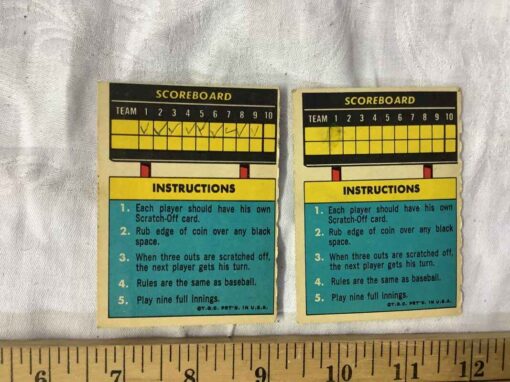 SCOREBOARD
TEAM 1 2 3 4 5 6 7 8 9 10
INSTRUCTIONS
1. Each player should have his own
Scratch-Off card.
2. Rub edge of coin over any black
space.
3. When three outs are scratched off,
the next player gets his turn.
4. Rules are the same as baseball.
5. Play nine full innings.
©T.C.G. PRT'D. IN U.S.A.
SCOREBOARD
TEAM 1 2 3 4 5 6 7 8 9 10
INSTRUCTIONS
1. Each player should have his own
Scratch-Off card.
2. Rub edge of coin over any black
space.
3. When three outs are scratched off,
the next player gets his turn.
4. Rules are the same as baseball.
5. Play nine full innings.
©T.C.G. PRT'D. IN U.S.A.
6 7 8 9 10 11 12